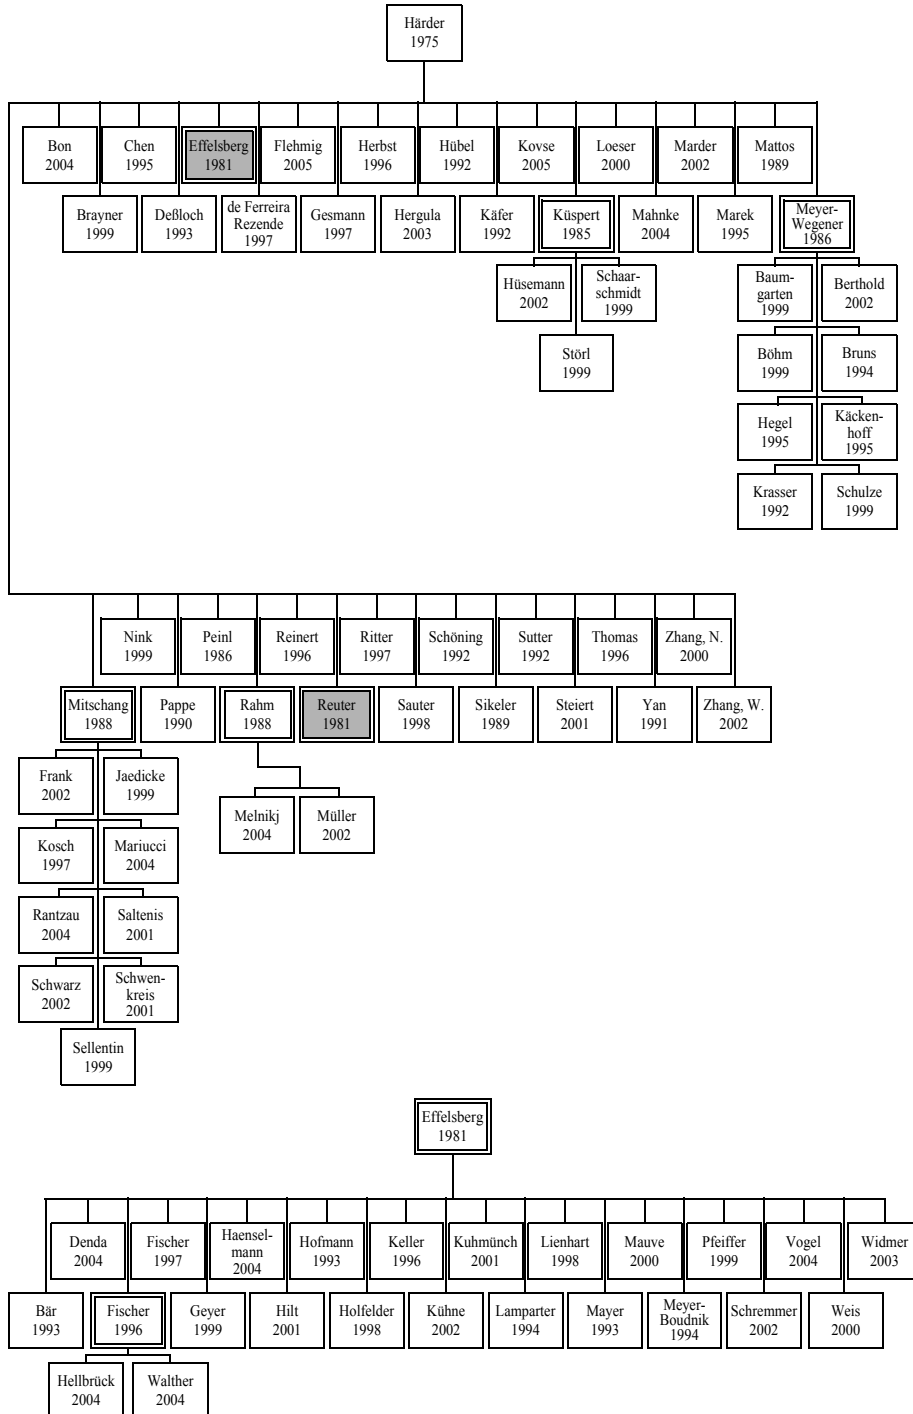 Härder
1975
Bon
2004
Chen
1995
Effelsberg
1981
Flehmig
2005
Herbst
1996
Hübel
1992
Kovse
2005
Loeser
2000
Marder
2002
Mattos
1989
Brayner
1999
Deßloch
1993
de Ferreira
Rezende
1997
Gesmann
1997
Hergula
2003
Käfer
1992
Küspert
1985
Mahnke
2004
Marek
1995
Meyer-
Wegener
1986
Hüsemann
2002
Schaar-
schmidt
1999
Baum-
garten
1999
Berthold
2002
Störl
1999
Böhm
1999
Bruns
1994
Hegel
1995
Käcken-
hoff
1995
Krasser
1992
Schulze
1999
Nink
1999
Peinl
1986
Reinert
1996
Ritter
1997
Schöning
1992
Sutter
1992
Thomas
1996
Zhang, N.
2000
Mitschang
1988
Pappe
1990
Rahm
1988
Reuter
1981
Sauter
1998
Sikeler
1989
Steiert
2001
Yan
1991
Zhang, W.
2002
Frank
2002
Jaedicke
1999
Melnikj
2004
Müller
2002
Kosch
1997
Mariucci
2004
Rantzau
2004
Saltenis
2001
Schwarz
2002
Schwen-
kreis
2001
Sellentin
1999
Effelsberg
1981
Denda
2004
Fischer
1997
Haensel-
mann
2004
Hofmann
1993
Keller
1996
Kuhmünch
2001
Lienhart
1998
Mauve
2000
Pfeiffer
1999
Vogel
2004
Widmer
2003
Bär
1993
Fischer
1996
Geyer
1999
Hilt
2001
Holfelder
1998
Kühne
2002
Lamparter
1994
Mayer
1993
Meyer-
Boudnik
1994
Schremmer
2002
Weis
2000
Hellbrück
2004
Walther
2004